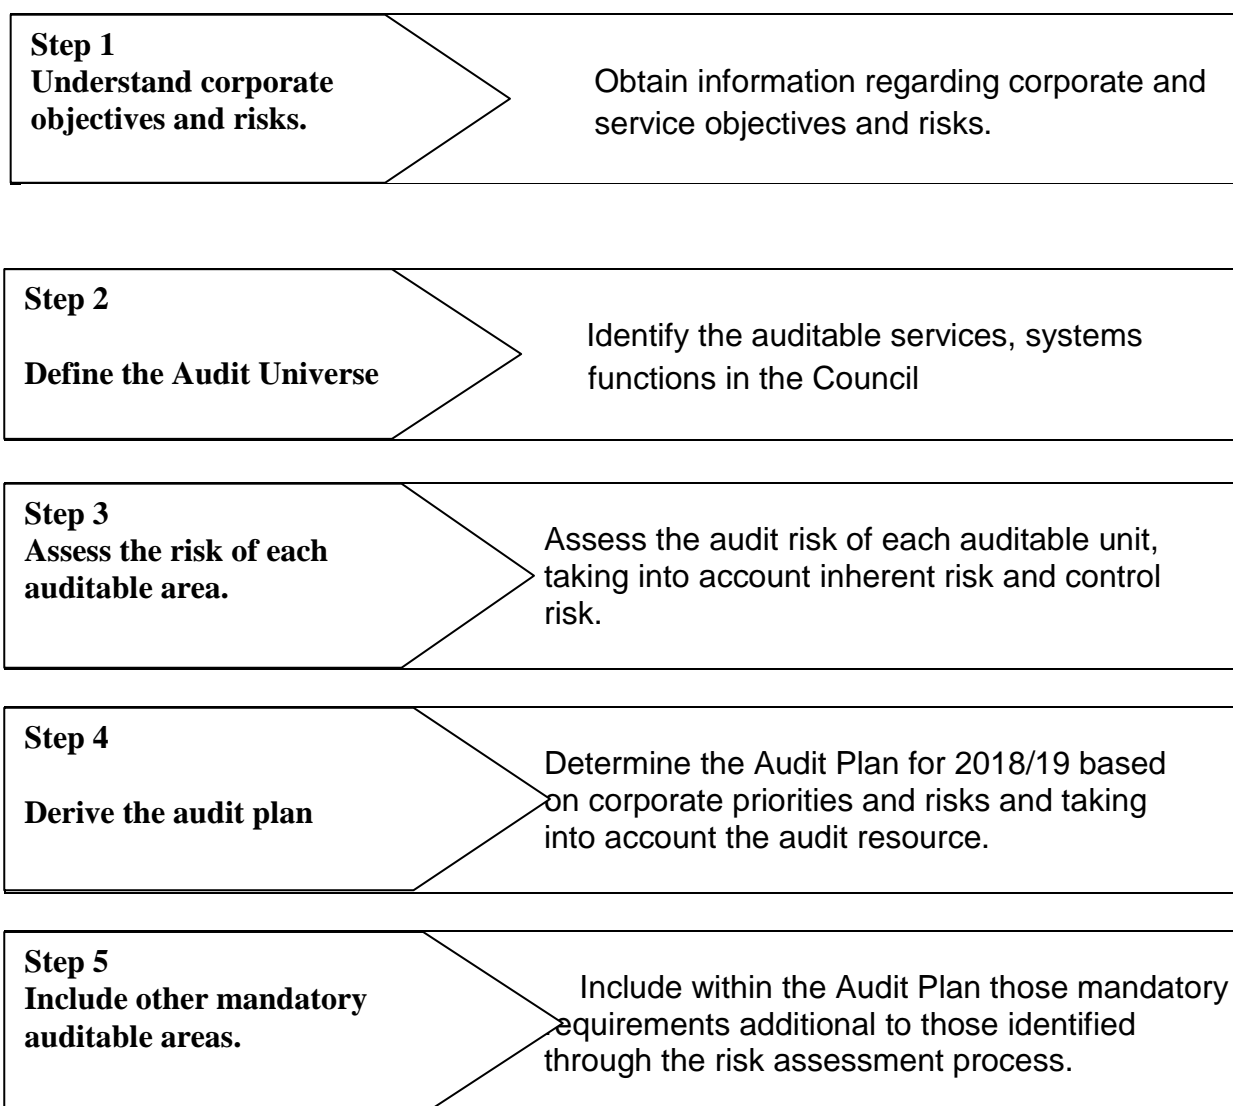 Step 1
Understand corporate
objectives and risks.
Obtain information regarding corporate and
service objectives and risks.
Step 2
Define the Audit Universe
Identify the auditable services, systems
functions in the Council
Step 3
Assess the risk of each
auditable area.
Assess the audit risk of each auditable unit,
taking into account inherent risk and control
risk.
Step 4
Derive the audit plan
Determine the Audit Plan for 2018/19 based
on corporate priorities and risks and taking
into account the audit resource.
Step 5
Include other mandatory
auditable areas.
Include within the Audit Plan those mandatory
requirements additional to those identified
through the risk assessment process.